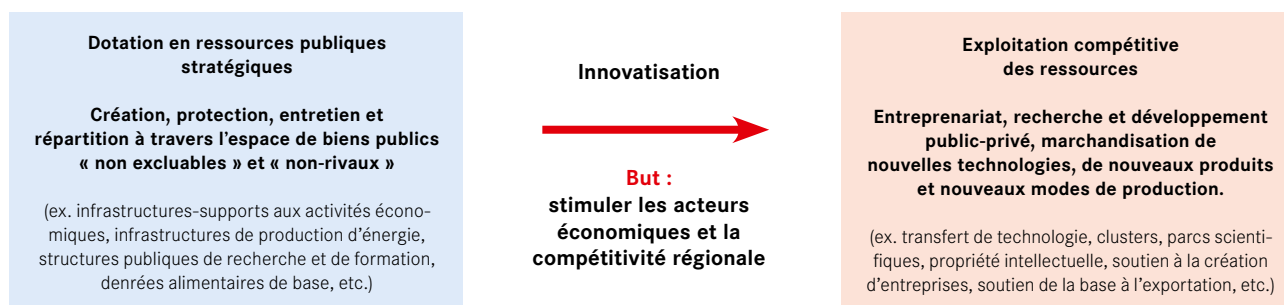 Dotation en ressources publiques
stratégiques
Création, protection, entretien et
répartition à travers l'espace de biens publics
« non excluables » et « non-rivaux »
(ex. infrastructures-supports aux activités écono-
miques, infrastructures de production d'énergie,
structures publiques de recherche et de formation,
denrées alimentaires de base, etc.)
Innovatisation
But :
stimuler les acteurs
économiques et la
compétitivité régionale
Exploitation compétitive
des ressources
Entreprenariat, recherche et développement
public-privé, marchandisation de
nouvelles technologies, de nouveaux produits
et nouveaux modes de production.
(ex. transfert de technologie, clusters, parcs scienti-
fiques, propriété intellectuelle, soutien à la création
d'entreprises, soutien de la base à l'exportation, etc.)